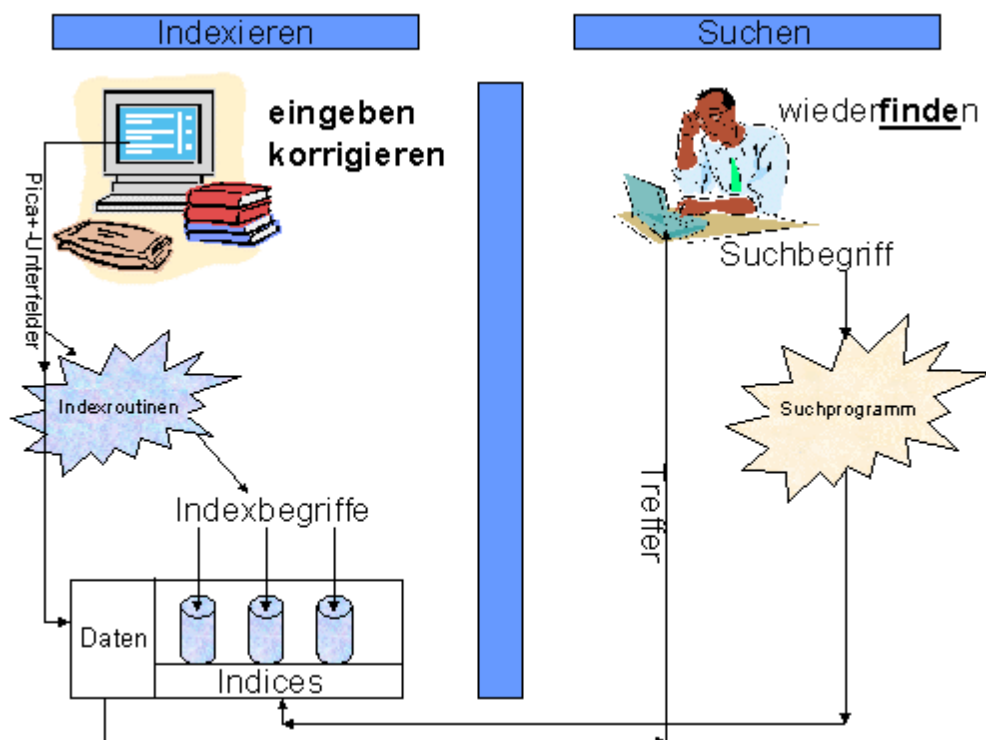 Indexieren
Suchen
eingeben
korrigieren
wiederfinden
Pica+-Unterfelder
Suchbegriff
Indexroutinen
Suchprogramm
Treffer
Indexbegriffe
Daten
Indices